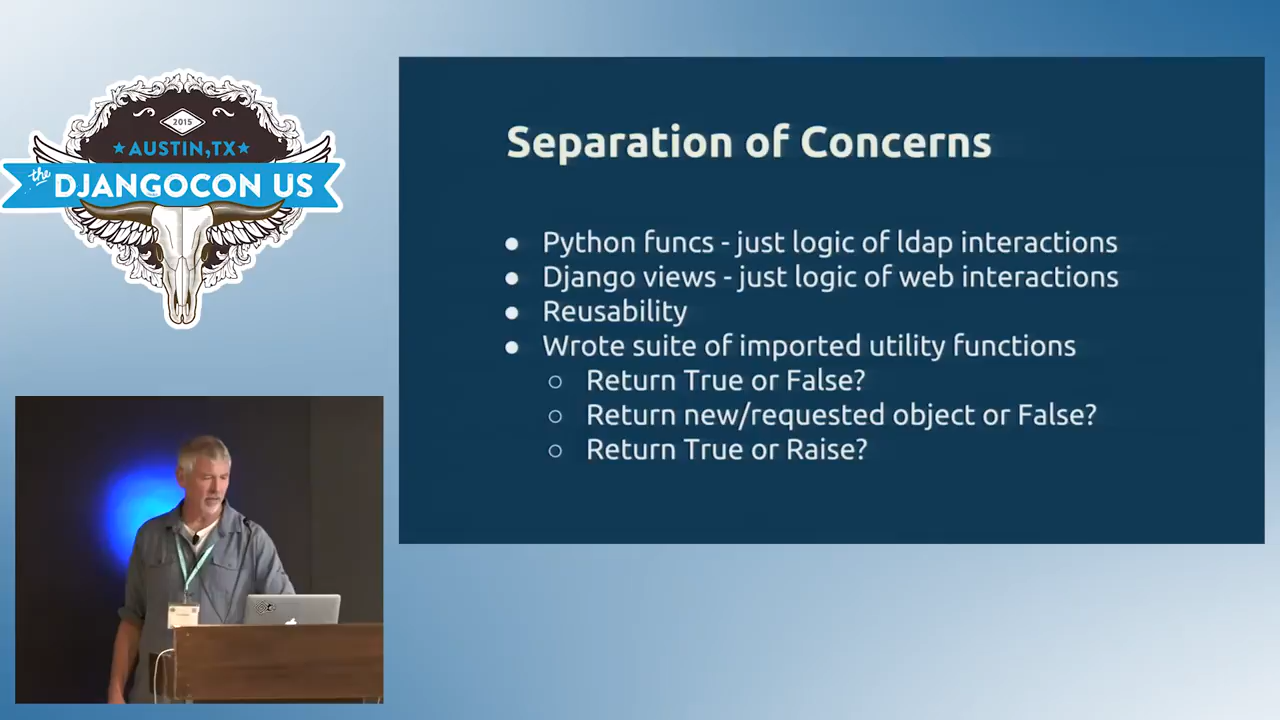 2015
★AUSTIN,TX★
the
DJANGOCON US
Separation of Concerns
● Python funcs - just logic of ldap interactions
● Django views - just logic of web interactions
● Reusability
● Wrote suite of imported utility functions
○ Return True or False?
○ Return new/requested object or False?
○ Return True or Raise?